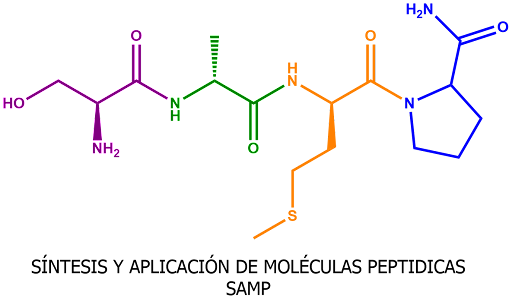 H₂N
O
O
O
H
N
HO
N
H
N
O
NH₂
S
SÍNTESIS Y APLICACIÓN DE MOLÉCULAS PEPTIDICAS
SAMP